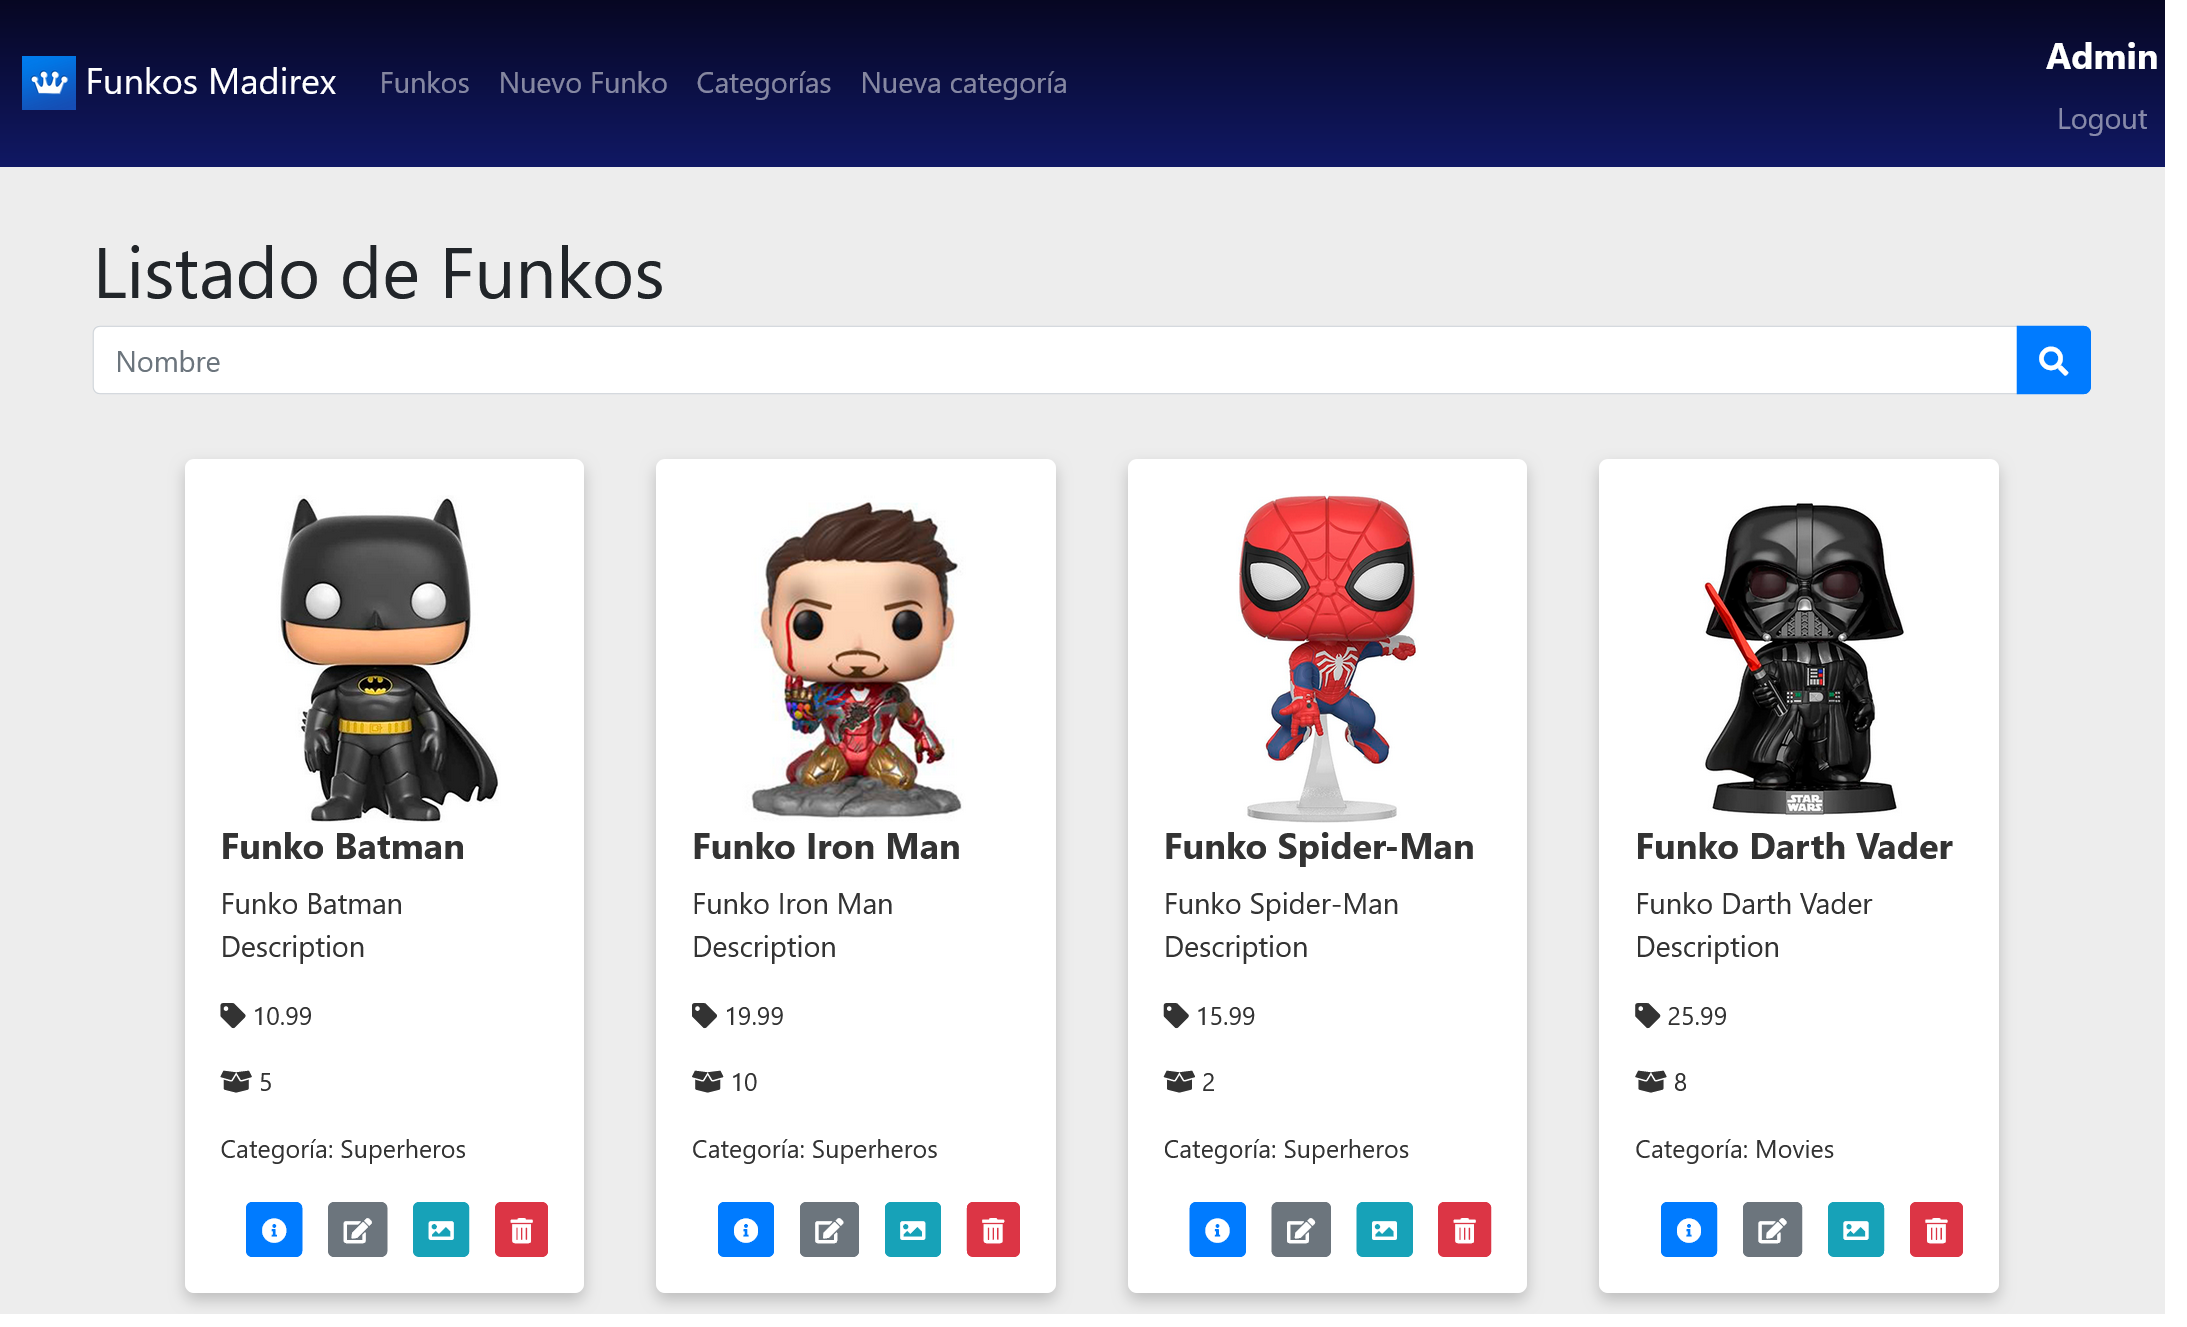 Funkos Madirex
Funkos
Nuevo Funko
Categorías
Nueva categoría
Admin
Logout
Listado de Funkos
Nombre
STAR
WARS
Funko Batman
Funko Batman
Description
10.99
5
Categoría: Superheros
Funko Iron Man
Funko Iron Man
Description
19.99
10
Categoría: Superheros
Funko Spider-Man
Funko Spider-Man
Description
15.99
2
Categoría: Superheros
Funko Darth Vader
Funko Darth Vader
Description
25.99
8
Categoría: Movies